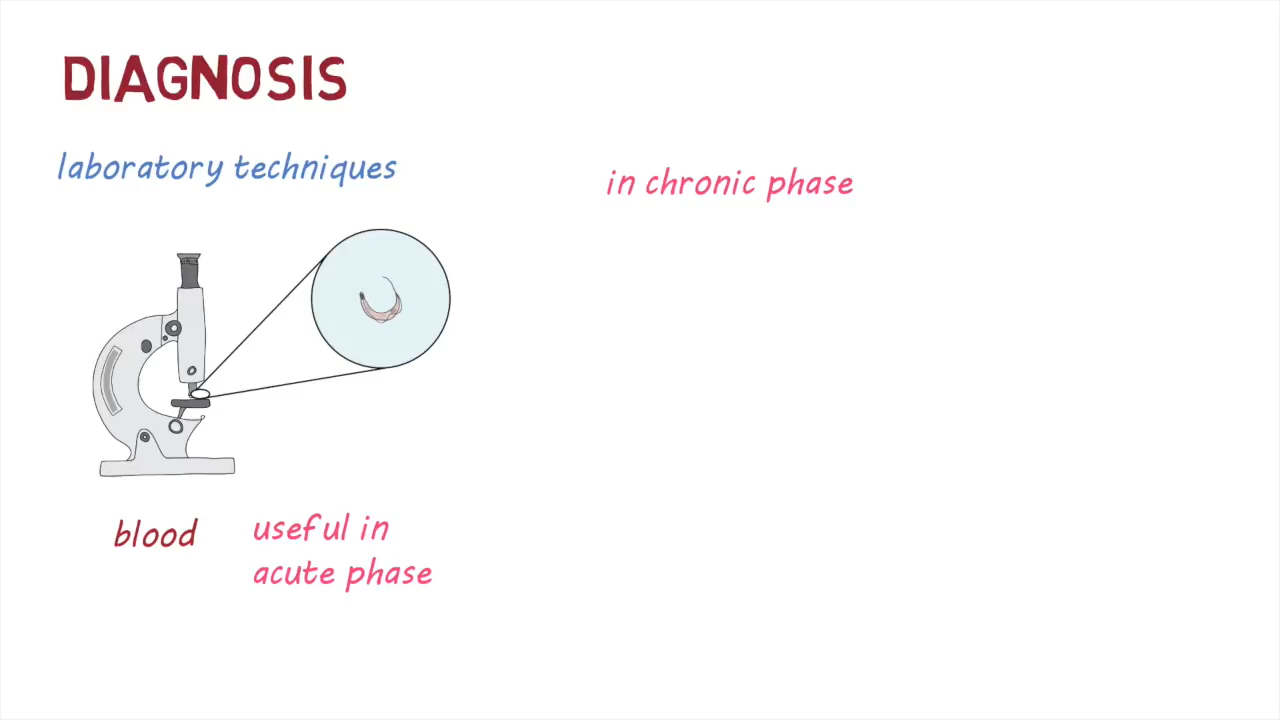 DIAGNOSIS
laboratory techniques
in chronic phase
blood
useful in
acute phase